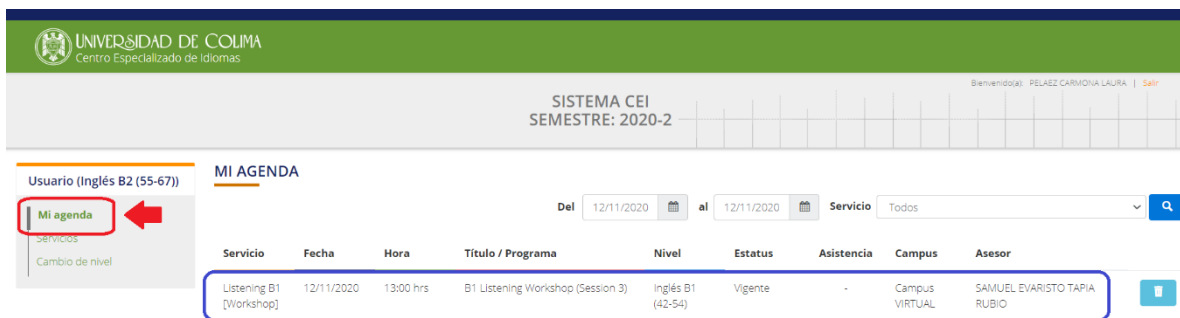 UNIVERSIDAD DE COLIMA
Centro Especializado de Idiomas
Bienvenido(a): PELAEZ CARMONA LAURA | Salir
SISTEMA CEI
SEMESTRE: 2020-2
Usuario (Inglés B2 (55-67))
Mi agenda
Servicios
Cambio de nivel
MI AGENDA
Del 12/11/2020 al 12/11/2020 Servicio Todos
Servicio Fecha Hora Título / Programa Nivel Estatus Asistencia Campus Asesor
Listening B1 12/11/2020 13:00 hrs B1 Listening Workshop (Session 3) Inglés B1 Vigente - Campus SAMUEL EVARISTO TAPIA
[Workshop] (42-54) VIRTUAL RUBIO